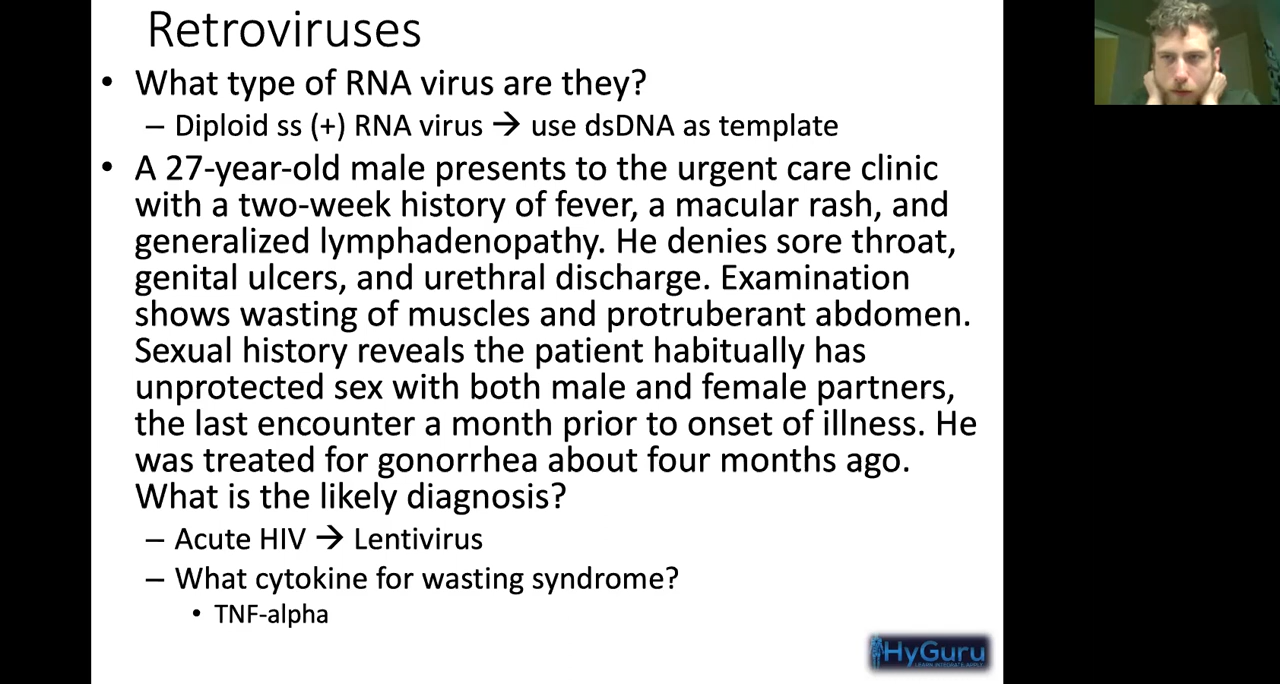 Retroviruses
• What type of RNA virus are they?
– Diploid ss (+) RNA virus → use dsDNA as template
• A 27-year-old male presents to the urgent care clinic
with a two-week history of fever, a macular rash, and
generalized lymphadenopathy. He denies sore throat,
genital ulcers, and urethral discharge. Examination
shows wasting of muscles and protruberant abdomen.
Sexual history reveals the patient habitually has
unprotected sex with both male and female partners,
the last encounter a month prior to onset of illness. He
was treated for gonorrhea about four months ago.
What is the likely diagnosis?
– Acute HIV → Lentivirus
– What cytokine for wasting syndrome?
• TNF-alpha
HyGuru
LEARN INTEGRATE APPLY